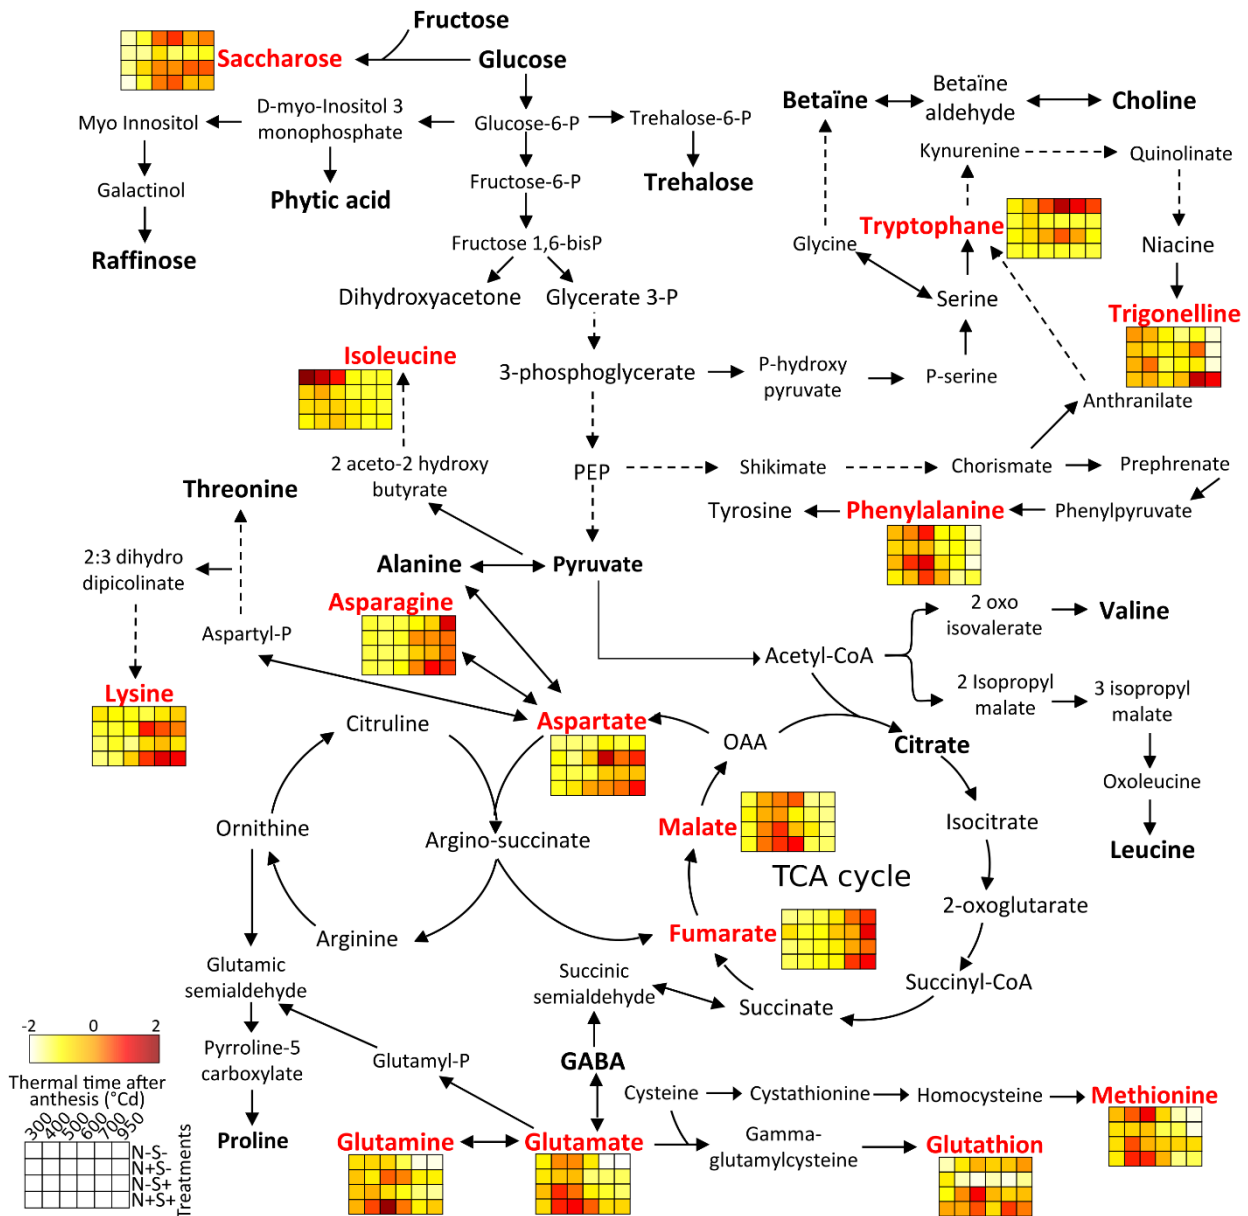 Fructose
Saccharose
Glucose
D-myo-Inositol 3
monophosphate
Myo Innositol
Glucose-6-P
Trehalose-6-P
Galactinol
Phytic acid
Fructose-6-P
Trehalose
Raffinose
Fructose 1,6-bisP
Dihydroxyacetone
Glycerate 3-P
Betaïne
Betaïne
aldehyde
Choline
Kynurenine
Quinolinate
Tryptophane
Glycine
Niacine
Serine
Trigonelline
Isoleucine
3-phosphoglycerate
P-hydroxy
pyruvate
P-serine
Anthranilate
2 aceto-2 hydroxy
butyrate
PEP
Shikimate
Chorismate
Prephrenate
Threonine
Tyrosine
Phenylalanine
Phenylpyruvate
2:3 dihydro
dipicolinate
Alanine
Pyruvate
Asparagine
Aspartyl-P
2 oxo
isovalerate
Valine
Acetyl-CoA
Lysine
2 Isopropyl
malate
3 isopropyl
malate
Citruline
Aspartate
OAA
Citrate
Oxoleucine
Ornithine
Argino-succinate
Malate
Isocitrate
Leucine
TCA cycle
2-oxoglutarate
Arginine
Fumarate
Glutamic
semialdehyde
Succinic
semialdehyde
Succinate
Succinyl-CoA
-2 0 2
Pyrroline-5
carboxylate
Glutamyl-P
GABA
Thermal time after
anthesis (°Cd)
Cysteine
Cystathionine
Homocysteine
Methionine
300 400 500 600 700 950
Proline
Glutamine
Glutamate
Gamma-
glutamylcysteine
Glutathion
N-S-
N+S-
N-S+
N+S+
Treatments